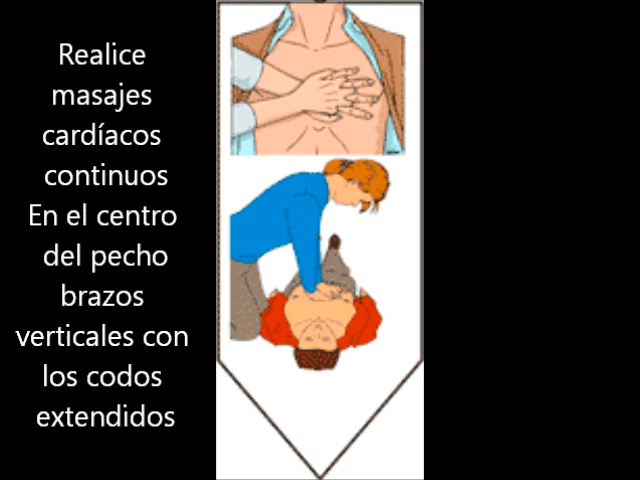 Realice
masajes
cardíacos
continuos
En el centro
del pecho
brazos
verticales con
los codos
extendidos